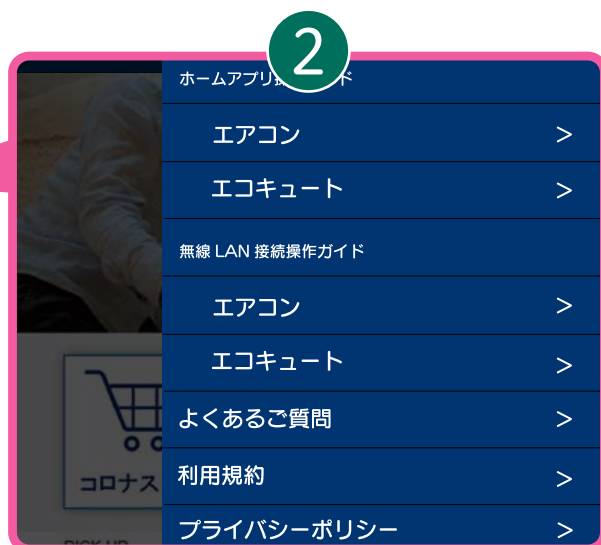 2
ホームアプリ操 ド
エアコン >
エコキュート >
無線 LAN 接続操作ガイド
エアコン >
エコキュート >
よくあるご質問 >
利用規約 >
プライバシーポリシー >
コロナス
PICK UP